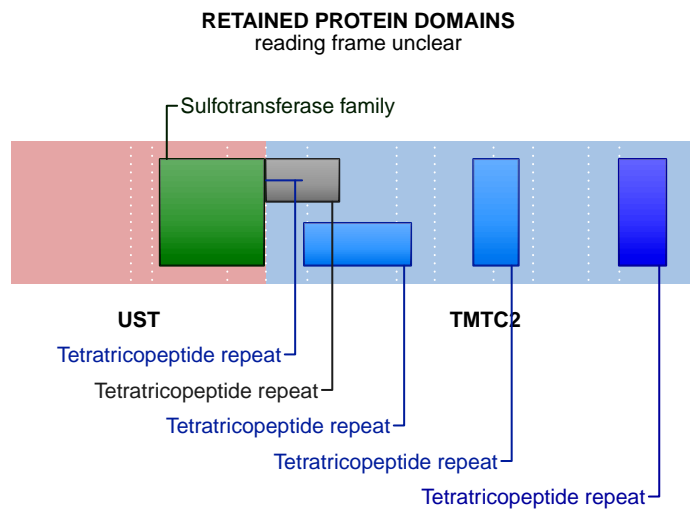 RETAINED PROTEIN DOMAINS
reading frame unclear
Sulfotransferase family
UST
TMTC2
Tetratricopeptide repeat
Tetratricopeptide repeat
Tetratricopeptide repeat
Tetratricopeptide repeat
Tetratricopeptide repeat